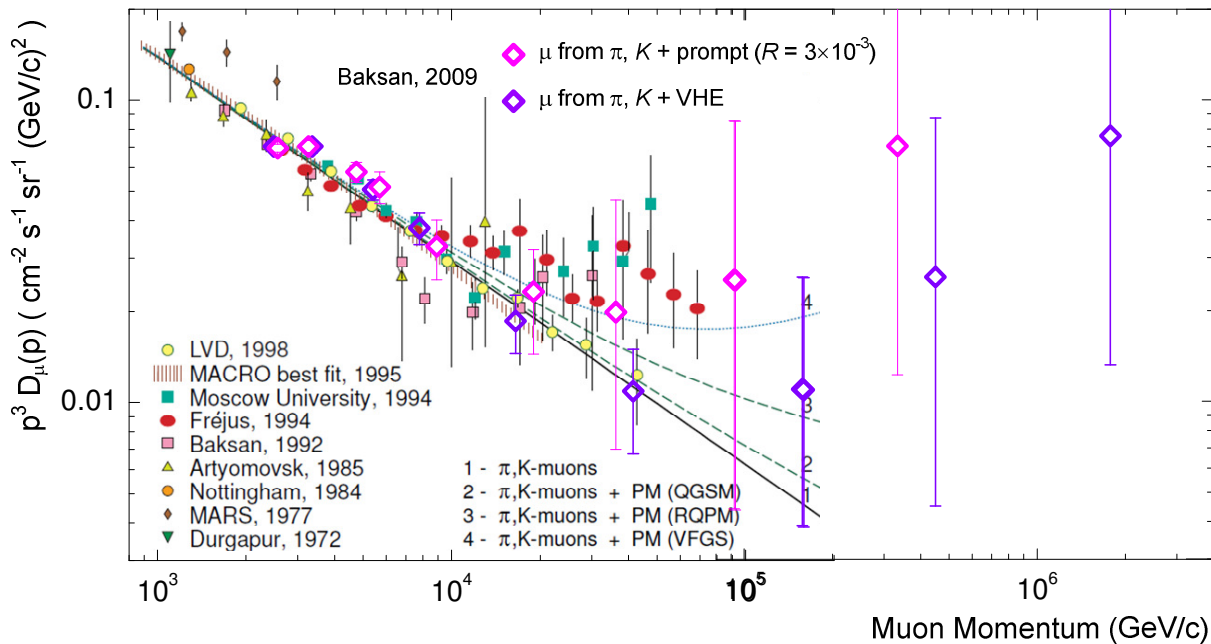 p³ Dμ(p) ( cm⁻² s⁻¹ sr⁻¹ (GeV/c)²
0.1
0.01
Baksan, 2009
μ from π, K + prompt (R = 3×10⁻³)
μ from π, K + VHE
LVD, 1998
MACRO best fit, 1995
Moscow University, 1994
Fréjus, 1994
Baksan, 1992
Artyomovsk, 1985
Nottingham, 1984
MARS, 1977
Durgapur, 1972
1 - π,K-muons
2 - π,K-muons + PM (QGSM)
3 - π,K-muons + PM (RQPM)
4 - π,K-muons + PM (VFGS)
4
3
2
1
10³ 10⁴ 10⁵ 10⁶
Muon Momentum (GeV/c)